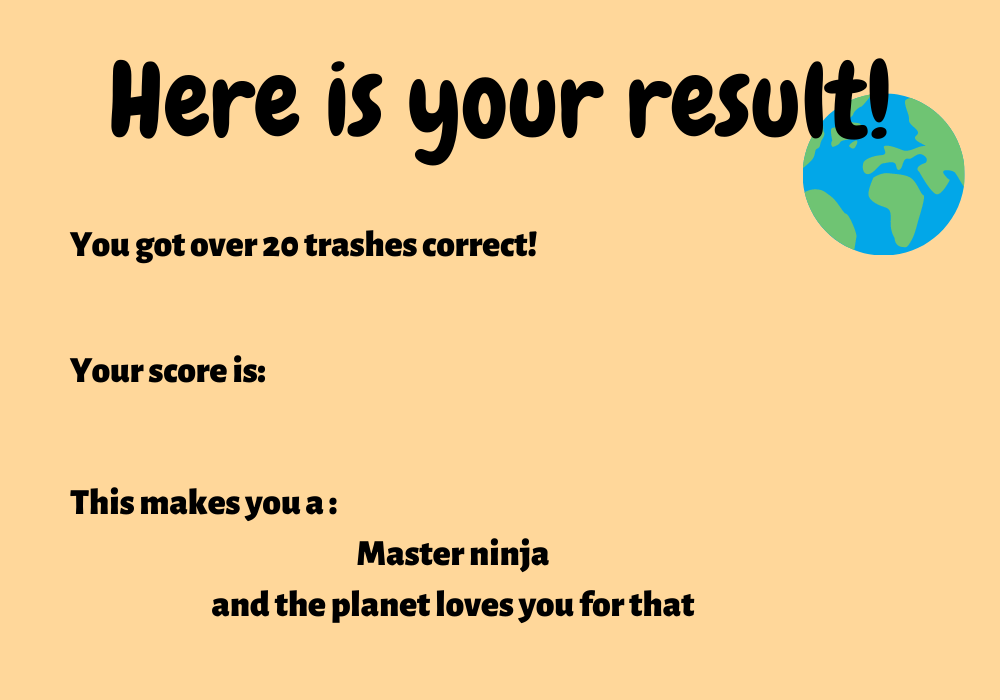 Here is your result!
You got over 20 trashes correct!
Your score is:
This makes you a :
Master ninja
and the planet loves you for that